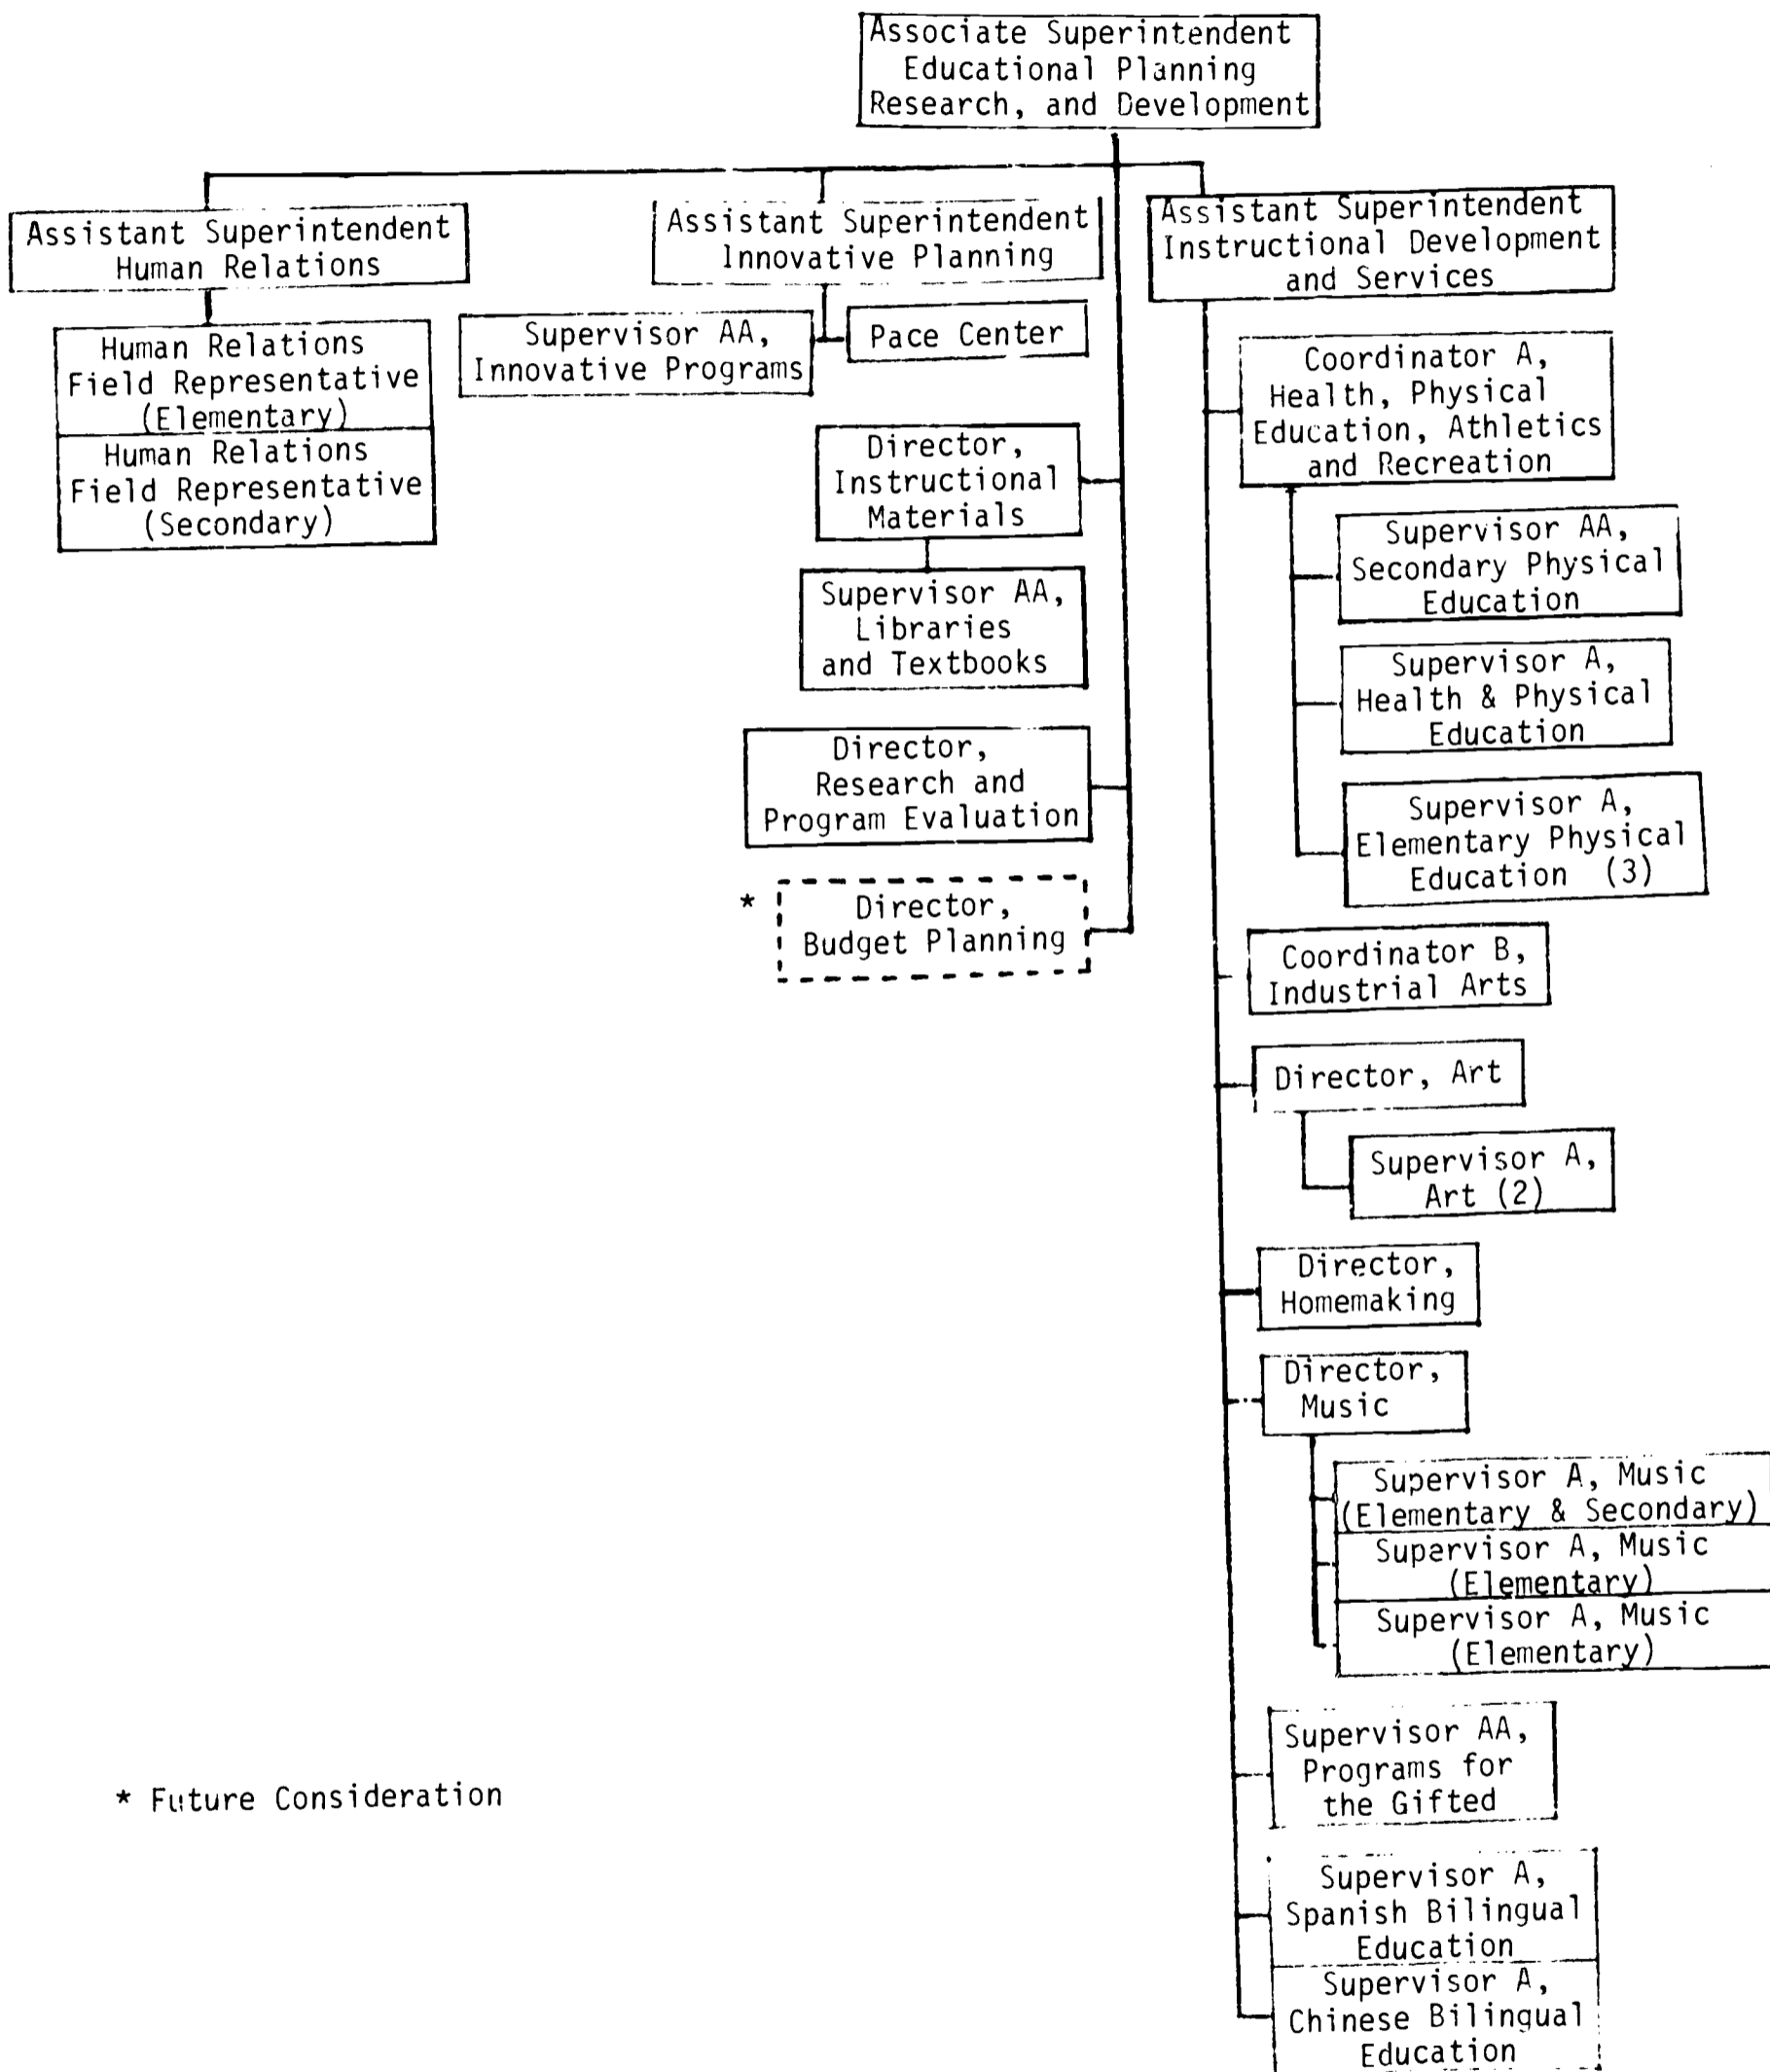 Associate Superintendent
Educational Planning
Research, and Development
Assistant Superintendent
Human Relations
Assistant Superintendent
Innovative Planning
Assistant Superintendent
Instructional Development
and Services
Human Relations
Field Representative
(Elementary)
Human Relations
Field Representative
(Secondary)
Supervisor AA,
Innovative Programs
Pace Center
Director,
Instructional
Materials
Supervisor AA,
Libraries
and Textbooks
Director,
Research and
Program Evaluation
*
Director,
Budget Planning
Coordinator A,
Health, Physical
Education, Athletics
and Recreation
Supervisor AA,
Secondary Physical
Education
Supervisor A,
Health & Physical
Education
Supervisor A,
Elementary Physical
Education (3)
Coordinator B,
Industrial Arts
Director, Art
Supervisor A,
Art (2)
Director,
Homemaking
Director,
Music
Supervisor A, Music
(Elementary & Secondary)
Supervisor A, Music
(Elementary)
Supervisor A, Music
(Elementary)
Supervisor AA,
Programs for
the Gifted
Supervisor A,
Spanish Bilingual
Education
Supervisor A,
Chinese Bilingual
Education
* Future Consideration